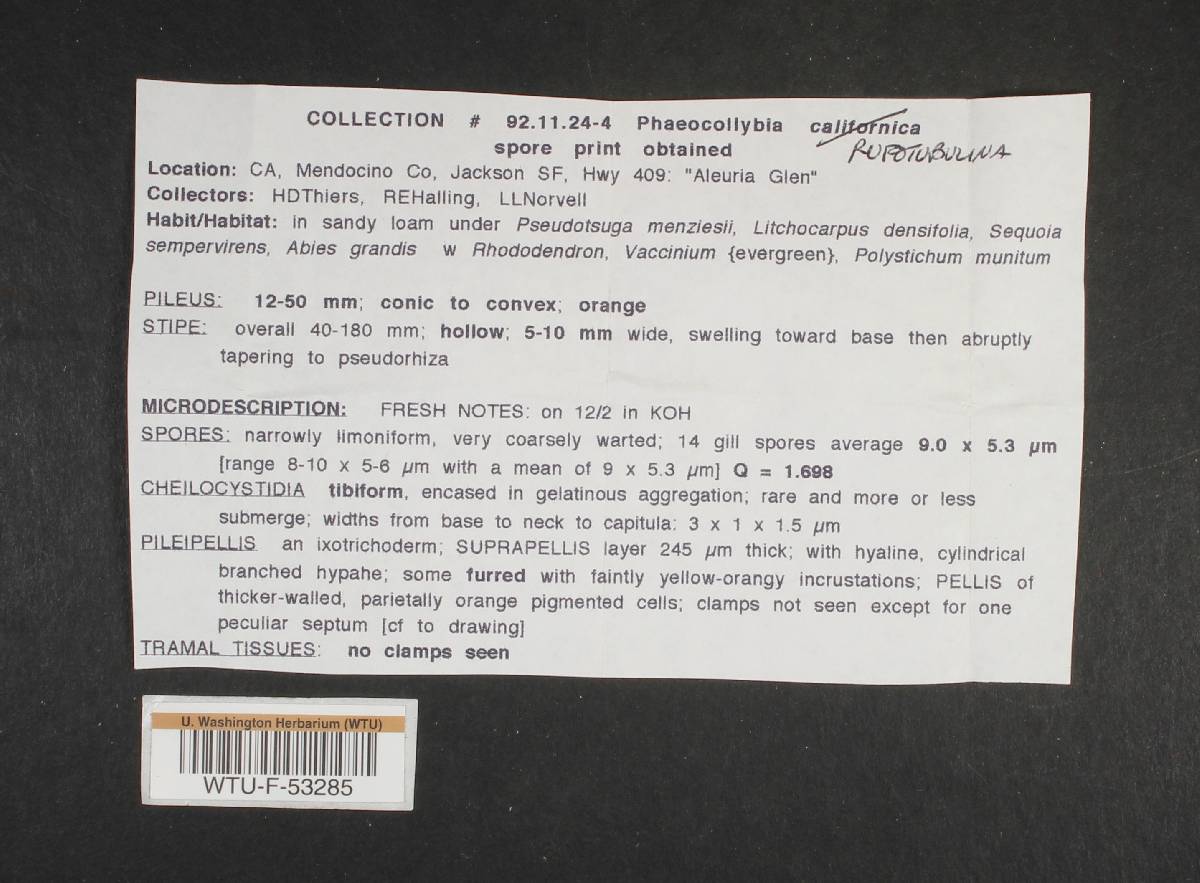 COLLECTION # 92.11.24-4 Phaeocollybia californica
RUFOTUBULINA
spore print obtained
Location: CA, Mendocino Co, Jackson SF, Hwy 409: "Aleuria Glen"
Collectors: HDThiers, REHalling, LLNorvell
Habit/Habitat: in sandy loam under Pseudotsuga menziesii, Litchocarpus densifolia, Sequoia
sempervirens, Abies grandis w Rhododendron, Vaccinium {evergreen}, Polystichum munitum
PILEUS: 12-50 mm; conic to convex; orange
STIPE: overall 40-180 mm; hollow; 5-10 mm wide, swelling toward base then abruptly
tapering to pseudorhiza
MICRODESCRIPTION: FRESH NOTES: on 12/2 in KOH
SPORES: narrowly limoniform, very coarsely warted; 14 gill spores average 9.0 x 5.3 µm
[range 8-10 x 5-6 µm with a mean of 9 x 5.3 µm] Q = 1.698
CHEILOCYSTIDIA tibiform, encased in gelatinous aggregation; rare and more or less
submerge; widths from base to neck to capitula: 3 x 1 x 1.5 µm
PILEIPELLIS an ixotrichoderm; SUPRAPELLIS layer 245 µm thick; with hyaline, cylindrical
branched hypahe; some furred with faintly yellow-orangy incrustations; PELLIS of
thicker-walled, parietally orange pigmented cells; clamps not seen except for one
peculiar septum [cf to drawing]
TRAMAL TISSUES: no clamps seen
U. Washington Herbarium (WTU)
WTU-F-53285